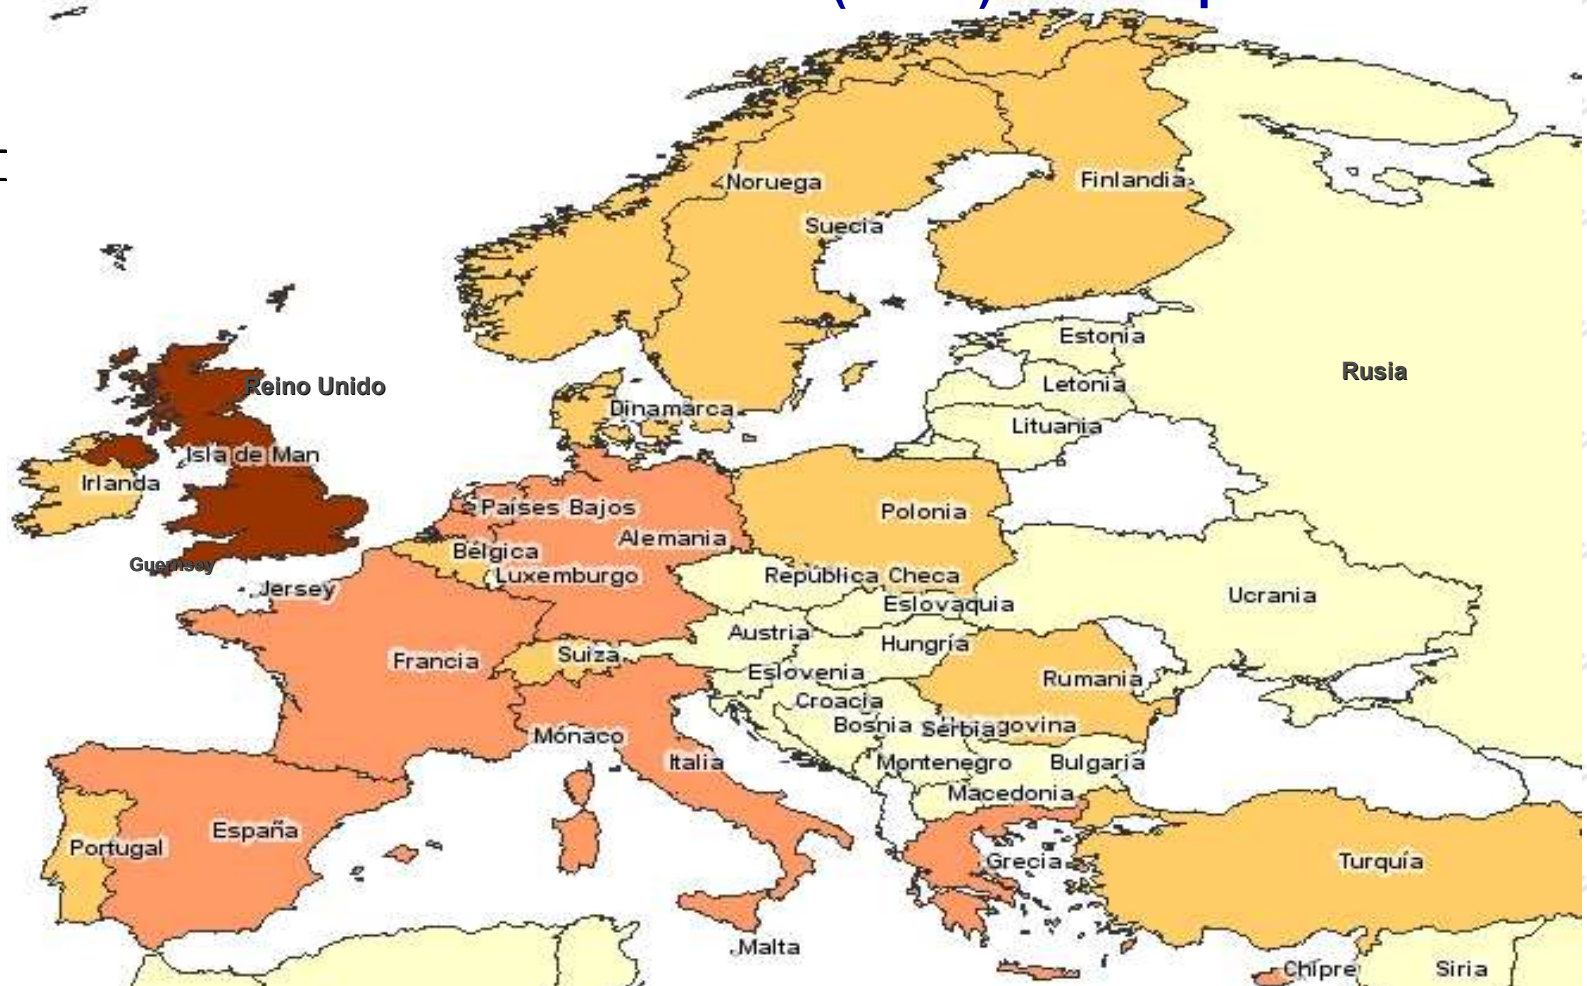 Noruega
Finlandia
Suecia
Estonia
Rusia
Letonia
Reino Unido
Dinamarca
Lituania
Isla de Man
Irlanda
Países Bajos
Polonia
Alemania
Bélgica
Guernsey
Luxemburgo
República Checa
Jersey
Ucrania
Eslovaquia
Austria
Hungría
Suiza
Francia
Eslovenia
Rumania
Croacia
Bosnia Herzegovina
Serbia
Mónaco
Italia
Montenegro
Bulgaria
Macedonia
España
Portugal
Grecia
Turquía
Malta
Chipre
Siria